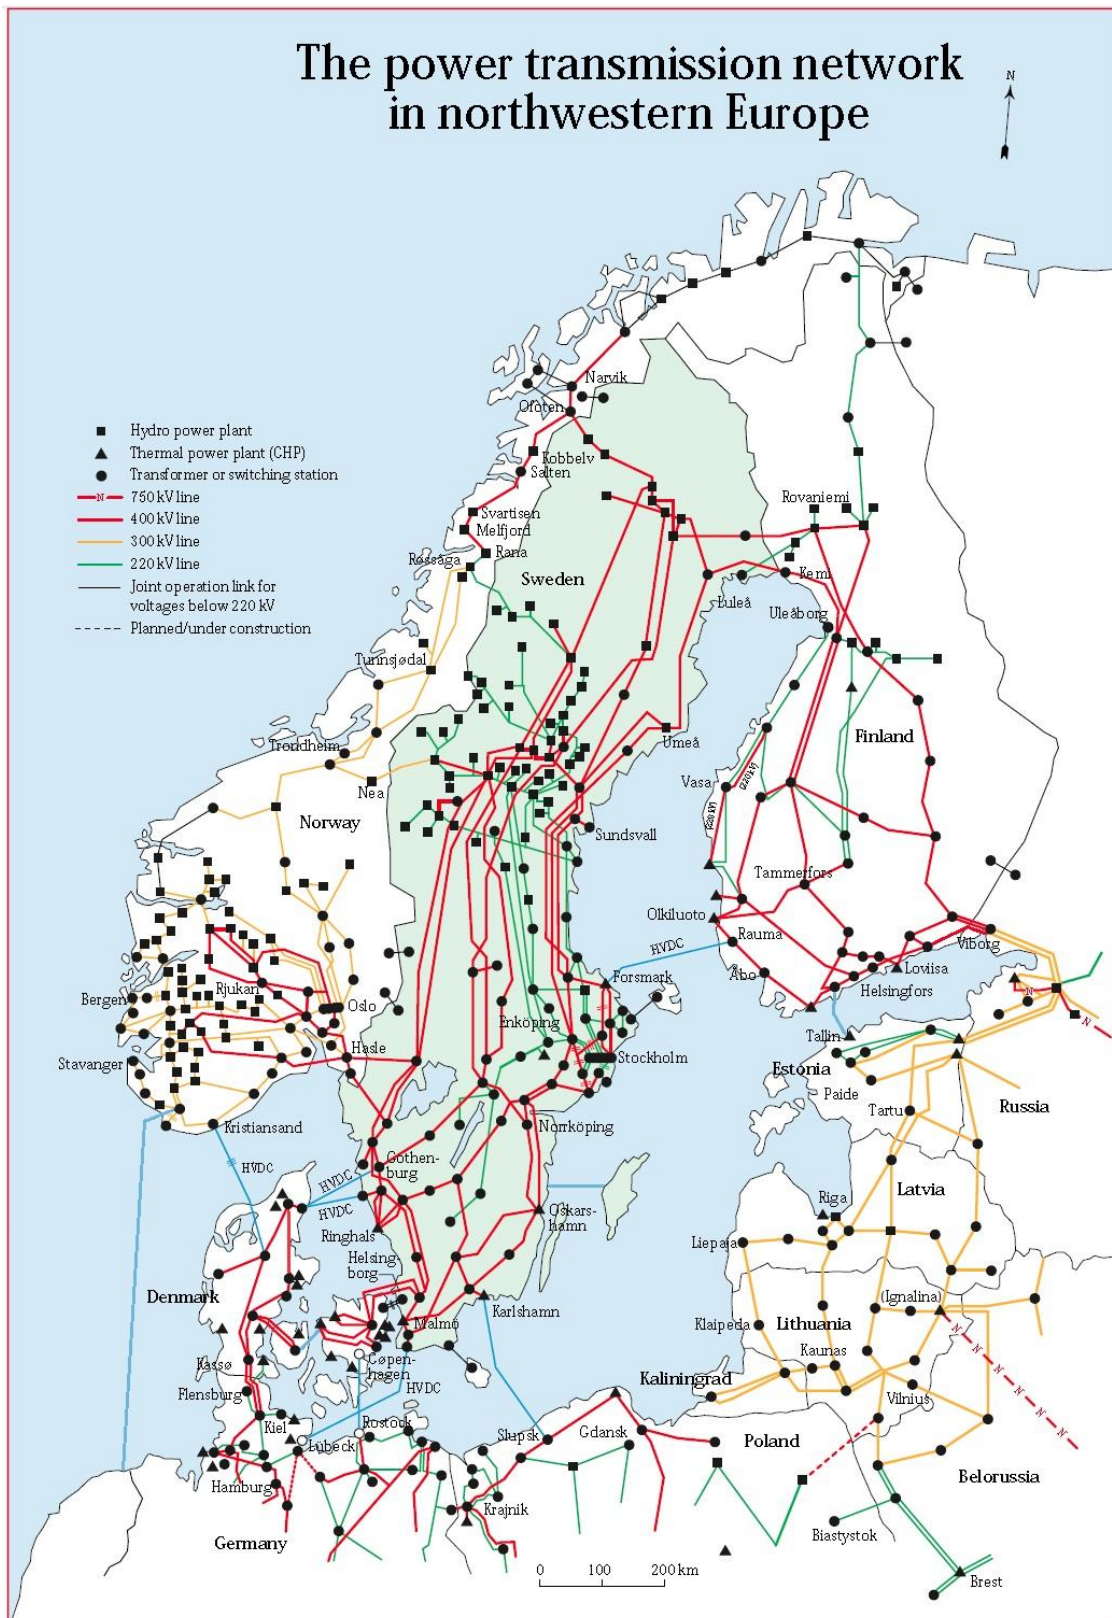 The power transmission network
in northwestern Europe
N
Hydro power plant
Thermal power plant (CHP)
Transformer or switching station
N 750 kV line
400 kV line
300 kV line
220 kV line
Joint operation link for
voltages below 220 kV
Planned/under construction
Narvik
Ofoten
Kobbelv
Salten
Svartisen
Melfjord
Rana
Røssåga
Sweden
Rovaniemi
Kemi
Luleå
Uleåborg
Tunnsjødal
Trondheim
Nea
Norway
Umeå
Finland
Vasa
(220 kV)
(220 kV)
Sundsvall
Tammerfors
Olkiluoto
Rauma
HVDC
Åbo
Viborg
Loviisa
Helsingfors
Forsmark
Enköping
Stockholm
Bergen
Rjukan
Oslo
Stavanger
Hasle
Kristiansand
Norrköping
Tallin
Estonia
Paide
Tartu
Russia
N
N
HVDC
HVDC
HVDC
Gothen-
burg
Ringhals
Oskars-
hamn
Helsing-
borg
Latvia
Riga
Liepaja
Denmark
Karlshamn
Malmö
(Ignalina)
Klaipeda
Lithuania
Kaunas
N
N
N
N
N
Kassø
Copen-
hagen
HVDC
Kaliningrad
Vilnius
Flensburg
Kiel
Rostock
Lübeck
Slupsk
Gdansk
Poland
Hamburg
Krajnik
Belorussia
Germany
Biastystok
Brest
0 100 200 km